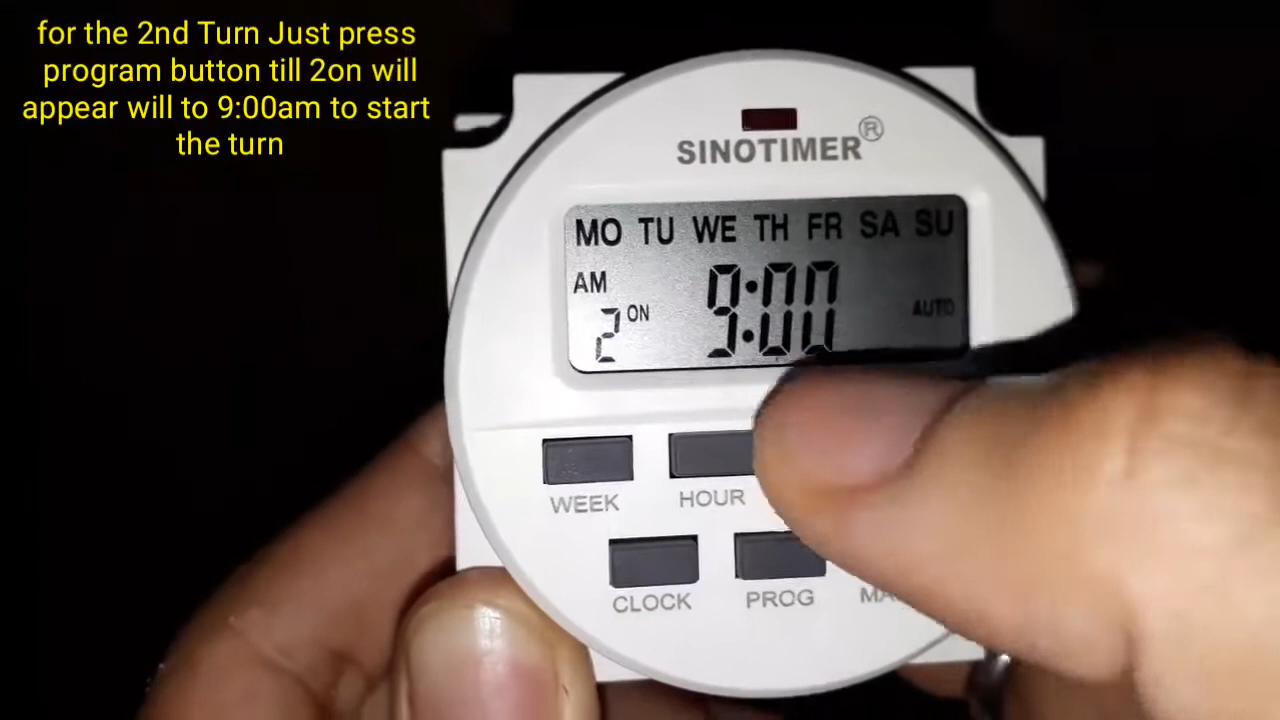 for the 2nd Turn Just press
program button till 2on will
appear will to 9:00am to start
the turn
SINOTIMER®
MO TU WE TH FR SA SU
AM
2 ON 9:00 AUTO
WEEK HOUR
CLOCK PROG